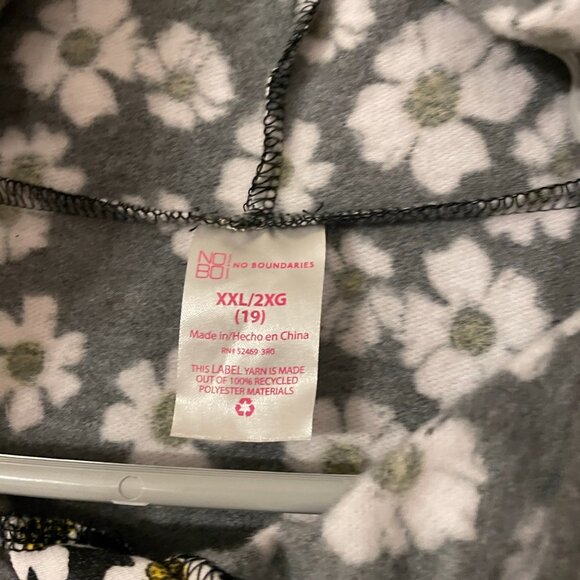 NO!
BO!
NO BOUNDARIES
XXL/2XG
(19)
Made in/Hecho en China
RN# 52469 3R0
THIS LABEL YARN IS MADE
OUT OF 100% RECYCLED
POLYESTER MATERIALS